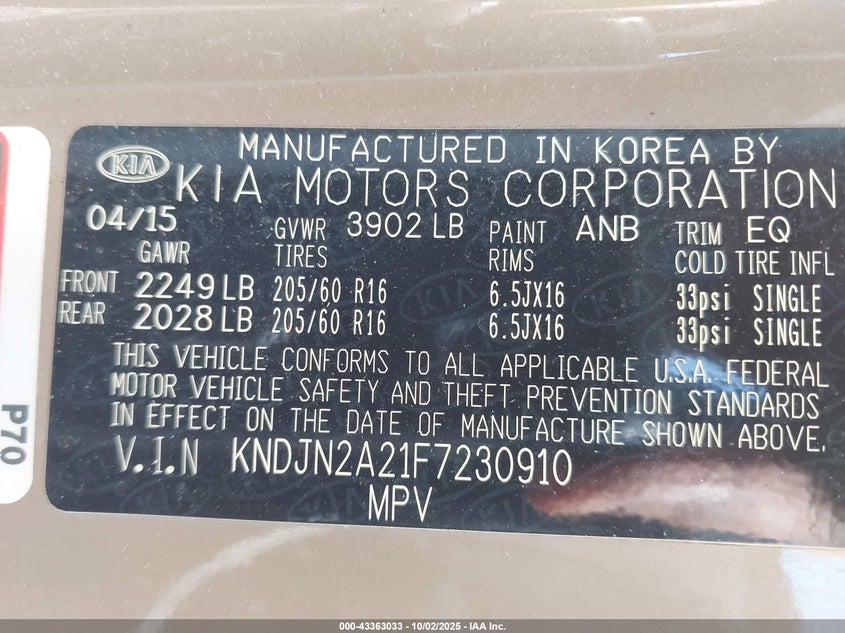 KIA
MANUFACTURED IN KOREA BY
KIA MOTORS CORPORATION
04/15 GVWR 3902 LB PAINT ANB TRIM EQ
GAWR TIRES RIMS COLD TIRE INFL
FRONT 2249 LB 205/60 R16 6.5JX16 33psi SINGLE
REAR 2028 LB 205/60 R16 6.5JX16 33psi SINGLE
THIS VEHICLE CONFORMS TO ALL APPLICABLE U.S.A. FEDERAL
MOTOR VEHICLE SAFETY AND THEFT PREVENTION STANDARDS
IN EFFECT ON THE DATE OF MANUFACTURE SHOWN ABOVE.
V.I.N KNDJN2A21F7230910
MPV
P70
000-43363033 - 10/02/2025 - IAA Inc.